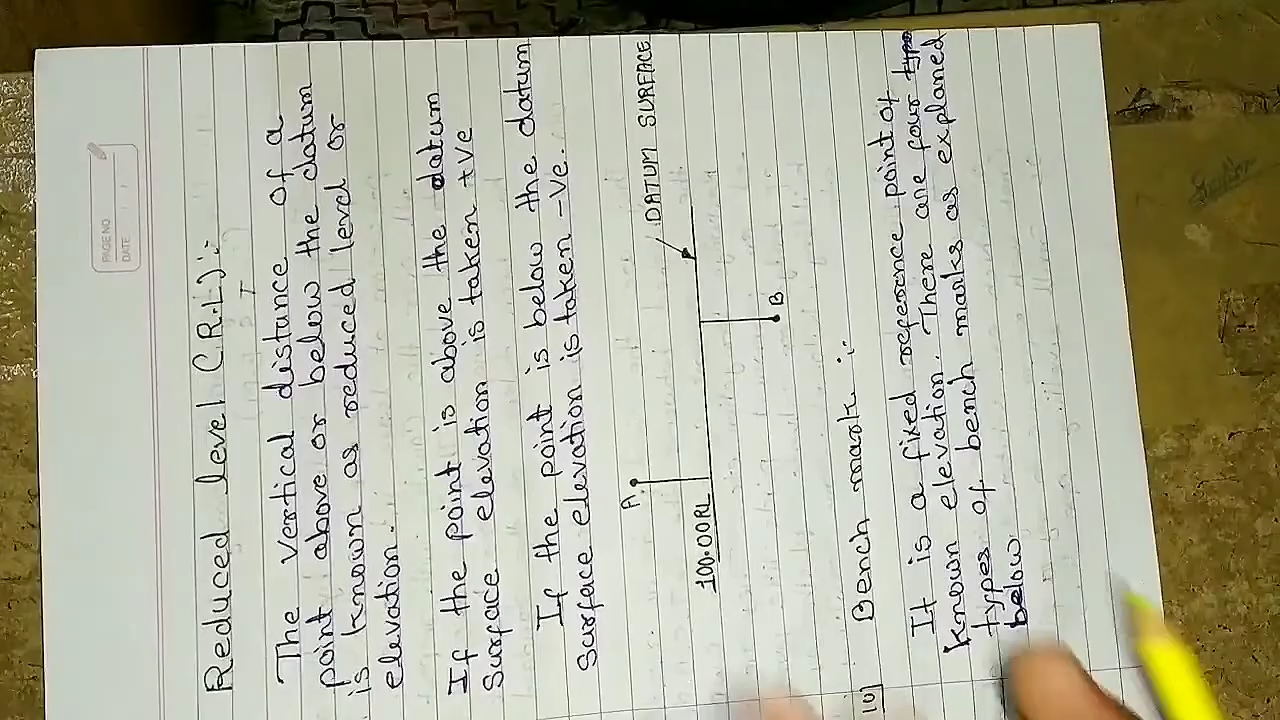 PAGE NO
DATE
Reduced level (R.L) :-
The vertical distance of a
point above or below the datum
is known as reduced level or
elevation.
If the point is above the datum
surface elevation is taken +ve
If the point is below the datum
surface elevation is taken -ve.
A
DATUM SURFACE
100.00RL
B
Bench mark :-
It is a fixed reference point of
known elevation. There are four type
types of bench marks as explaned
below